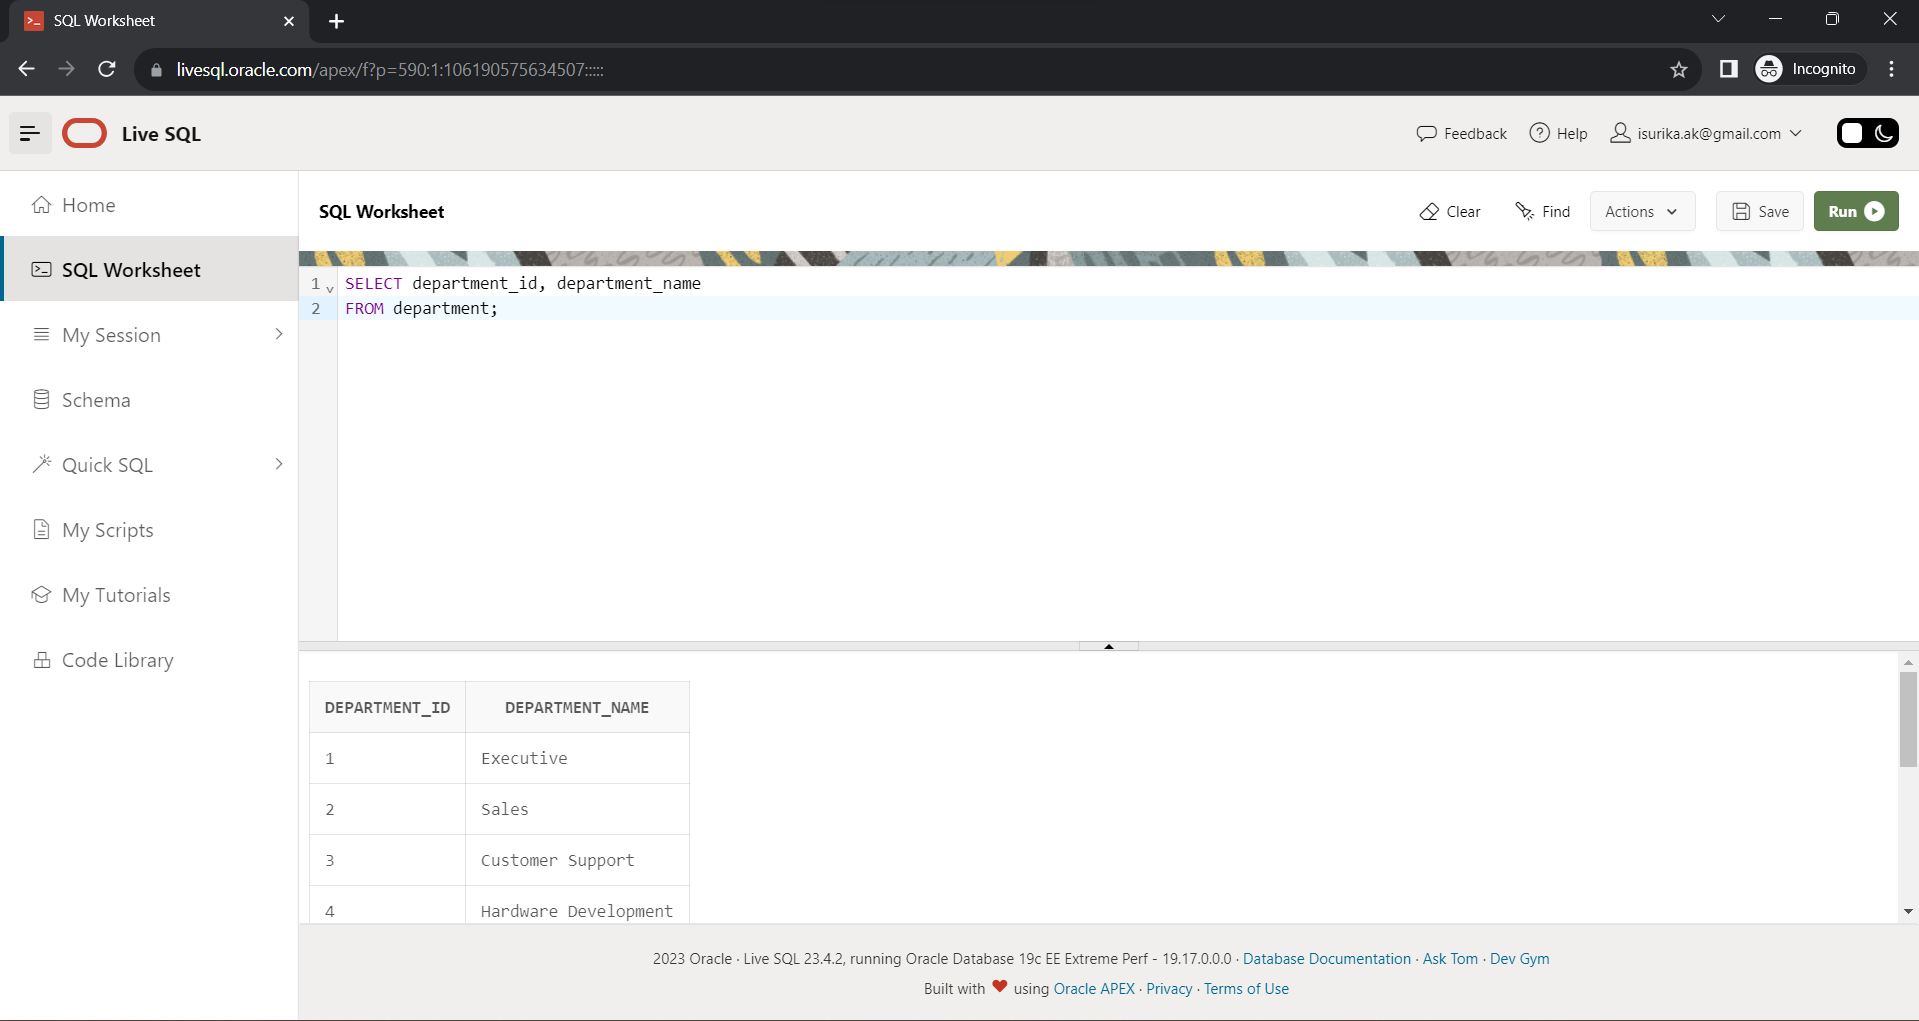 SQL Worksheet
livesql.oracle.com/apex/f?p=590:1:106190575634507:::::
Incognito
Live SQL
Feedback
Help
isurika.ak@gmail.com
Home
SQL Worksheet
My Session
Schema
Quick SQL
My Scripts
My Tutorials
Code Library
SQL Worksheet
Clear
Find
Actions
Save
Run
1 SELECT department_id, department_name
2 FROM department;
DEPARTMENT_ID DEPARTMENT_NAME
1 Executive
2 Sales
3 Customer Support
4 Hardware Development
2023 Oracle · Live SQL 23.4.2, running Oracle Database 19c EE Extreme Perf - 19.17.0.0.0 · Database Documentation · Ask Tom · Dev Gym
Built with ❤ using Oracle APEX · Privacy · Terms of Use